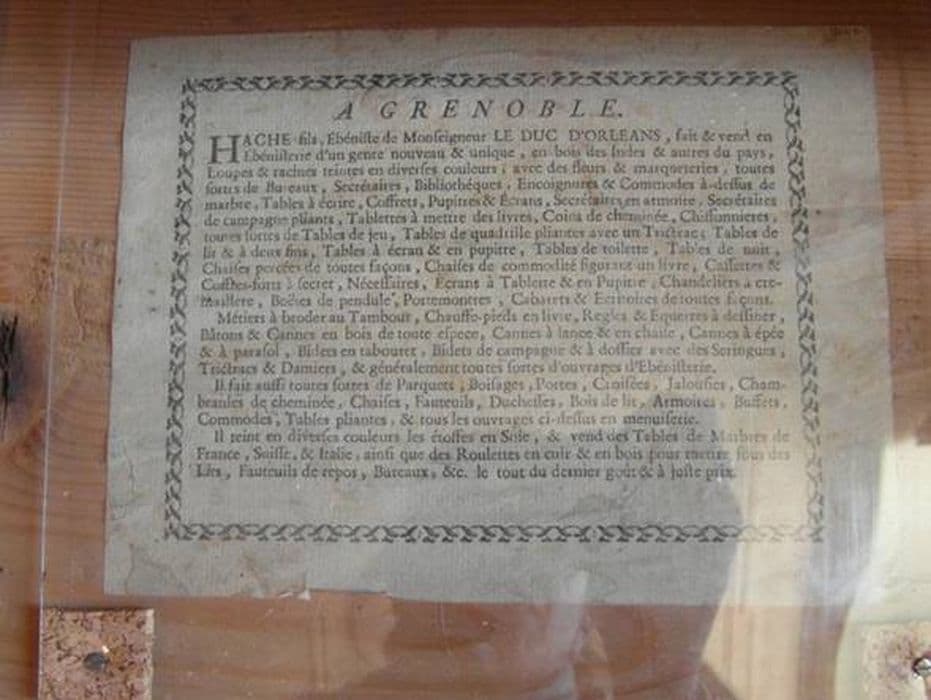 A GRENOBLE.
HACHE fils, Ebéniste de Monseigneur LE DUC D'ORLEANS, fait & vend en
Ebénisterie d'un genre nouveau & unique, en bois des Indes & autres du pays,
Loupes & racines teintes en diverses couleurs, avec des fleurs & marqueteries, toutes
sortes de Bureaux, Secrétaires, Bibliothéques, Encoignures & Commodes à-dessus de
marbre, Tables à écrire, Coffrets, Pupitres & Ecrans, Secrétaires en armoire, Secrétaires
de campagne pliants, Tablettes à mettre des livres, Coins de cheminée, Chiffonnieres,
toutes sortes de Tables de jeu, Tables de quadrille pliantes avec un Trictrac; Tables de
lit & à deux fins, Tables à écran & en pupitre, Tables de toilette, Tables de nuit,
Chaises percées de toutes façons, Chaises de commodité figurant un livre, Cassettes &
Coffres-forts à secret, Nécessaires, Ecrans à Tablette & en Pupitre, Chandeliers a cre-
maillere, Boëtes de pendule, Portemontres, Cabarets & Ecritoires de toutes façons.
Métiers à broder au Tambour, Chauffe-pieds en livre, Regles & Equerres à dessiner,
Bâtons & Cannes en bois de toute espece, Cannes à lance & en chaise, Cannes à épée
& à parasol, Bidets en tabouret, Bidets de campagne & à dossier avec des Seringues,
Trictracs & Damiers, & généralement toutes sortes d'ouvrages d'Ebénisterie.
Il fait aussi toutes sortes de Parquets, Boisages, Portes, Croisées, Jalousies, Cham-
branles de cheminée, Chaises, Fauteuils, Duchesses, Bois de lit, Armoires, Buffets,
Commodes, Tables pliantes, & tous les ouvrages ci-dessus en menuiserie.
Il teint en diverses couleurs les étoffes en Soie, & vend des Tables de Marbres de
France, Suisse, & Italie, ainsi que des Roulettes en cuir & en bois pour mettre sous des
Lits, Fauteuils de repos, Bureaux, &c. le tout du dernier goût & à juste prix.